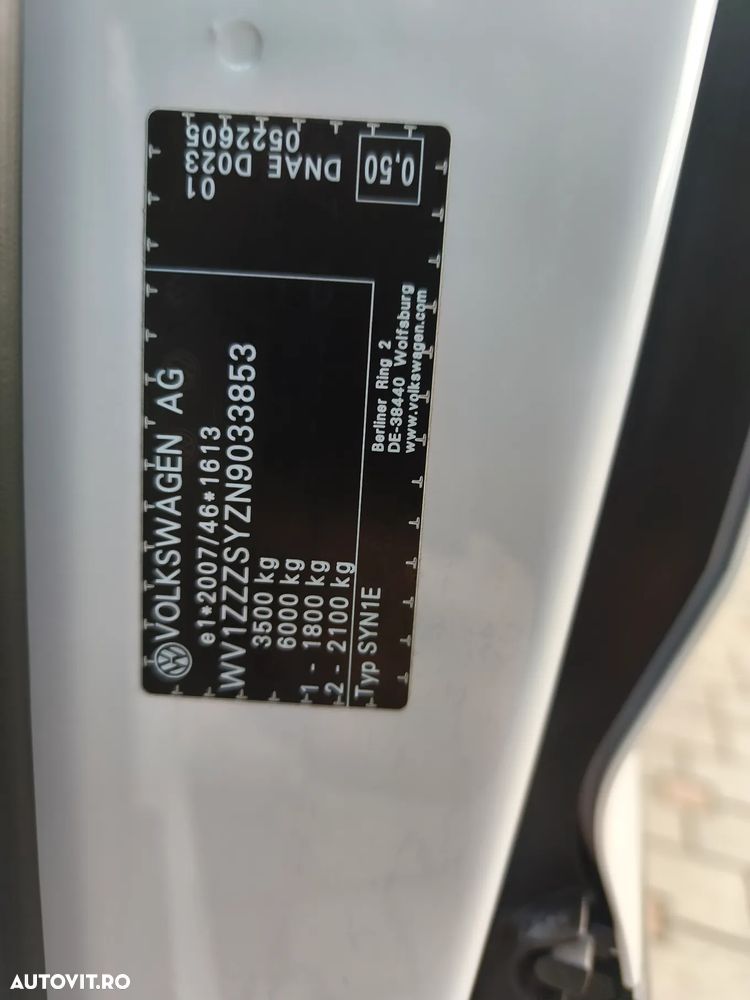 VOLKSWAGEN AG
e1*2007/46*1613
WV1ZZZSYZN9033853
3500 kg
6000 kg
1 - 1800 kg
2 - 2100 kg
Typ SYN1E
Berliner Ring 2
DE-38440 Wolfsburg
www.volkswagen.com
01
DNAE D023
0522605
0,50
AUTOVIT.RO